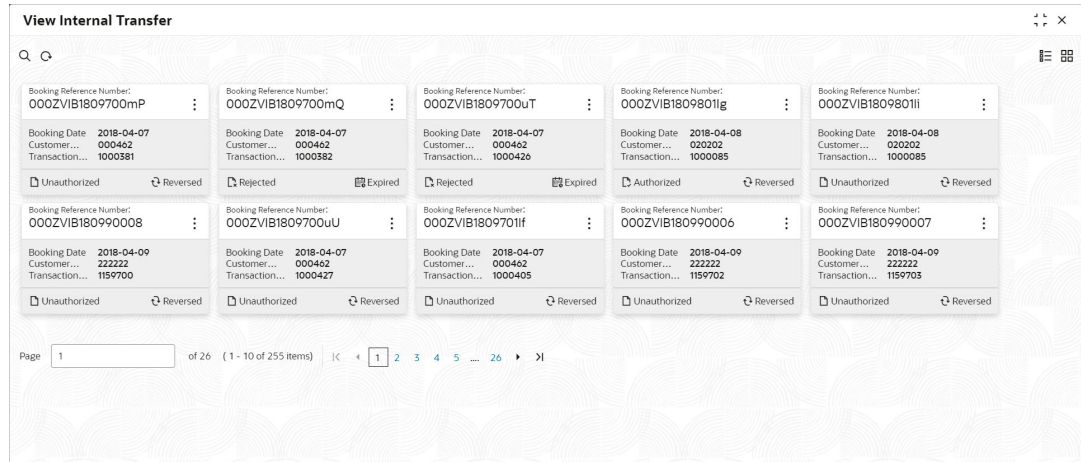 View Internal Transfer
Booking Reference Number:
000ZVIB1809700mP
Booking Date 2018-04-07
Customer... 000462
Transaction... 1000381
Unauthorized Reversed
Booking Reference Number:
000ZVIB1809700mQ
Booking Date 2018-04-07
Customer... 000462
Transaction... 1000382
Rejected Expired
Booking Reference Number:
000ZVIB1809700uT
Booking Date 2018-04-07
Customer... 000462
Transaction... 1000426
Rejected Expired
Booking Reference Number:
000ZVIB1809801lg
Booking Date 2018-04-08
Customer... 020202
Transaction... 1000085
Authorized Reversed
Booking Reference Number:
000ZVIB1809801li
Booking Date 2018-04-08
Customer... 020202
Transaction... 1000085
Unauthorized Reversed
Booking Reference Number:
000ZVIB180990008
Booking Date 2018-04-09
Customer... 222222
Transaction... 1159700
Unauthorized Reversed
Booking Reference Number:
000ZVIB1809700uU
Booking Date 2018-04-07
Customer... 000462
Transaction... 1000427
Unauthorized Reversed
Booking Reference Number:
000ZVIB1809701lf
Booking Date 2018-04-07
Customer... 000462
Transaction... 1000405
Unauthorized Reversed
Booking Reference Number:
000ZVIB180990006
Booking Date 2018-04-09
Customer... 222222
Transaction... 1159702
Unauthorized Reversed
Booking Reference Number:
000ZVIB180990007
Booking Date 2018-04-09
Customer... 222222
Transaction... 1159703
Unauthorized Reversed
Page 1 of 26 ( 1 - 10 of 255 items) 1 2 3 4 5 .... 26